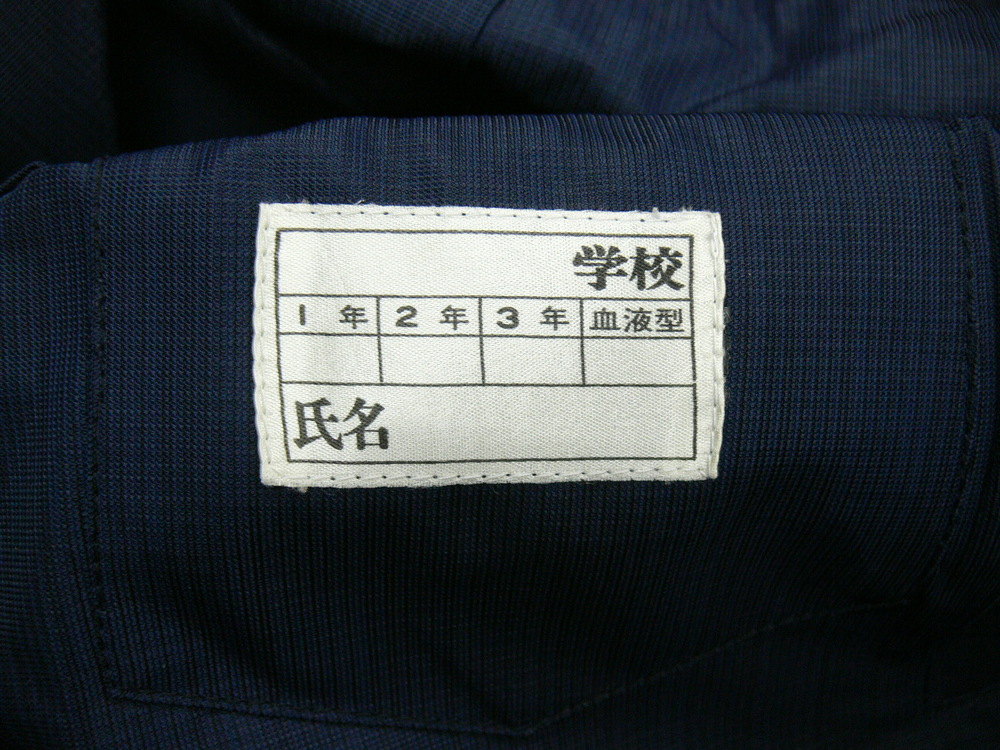 学校
1年 2年 3年 血液型
氏名